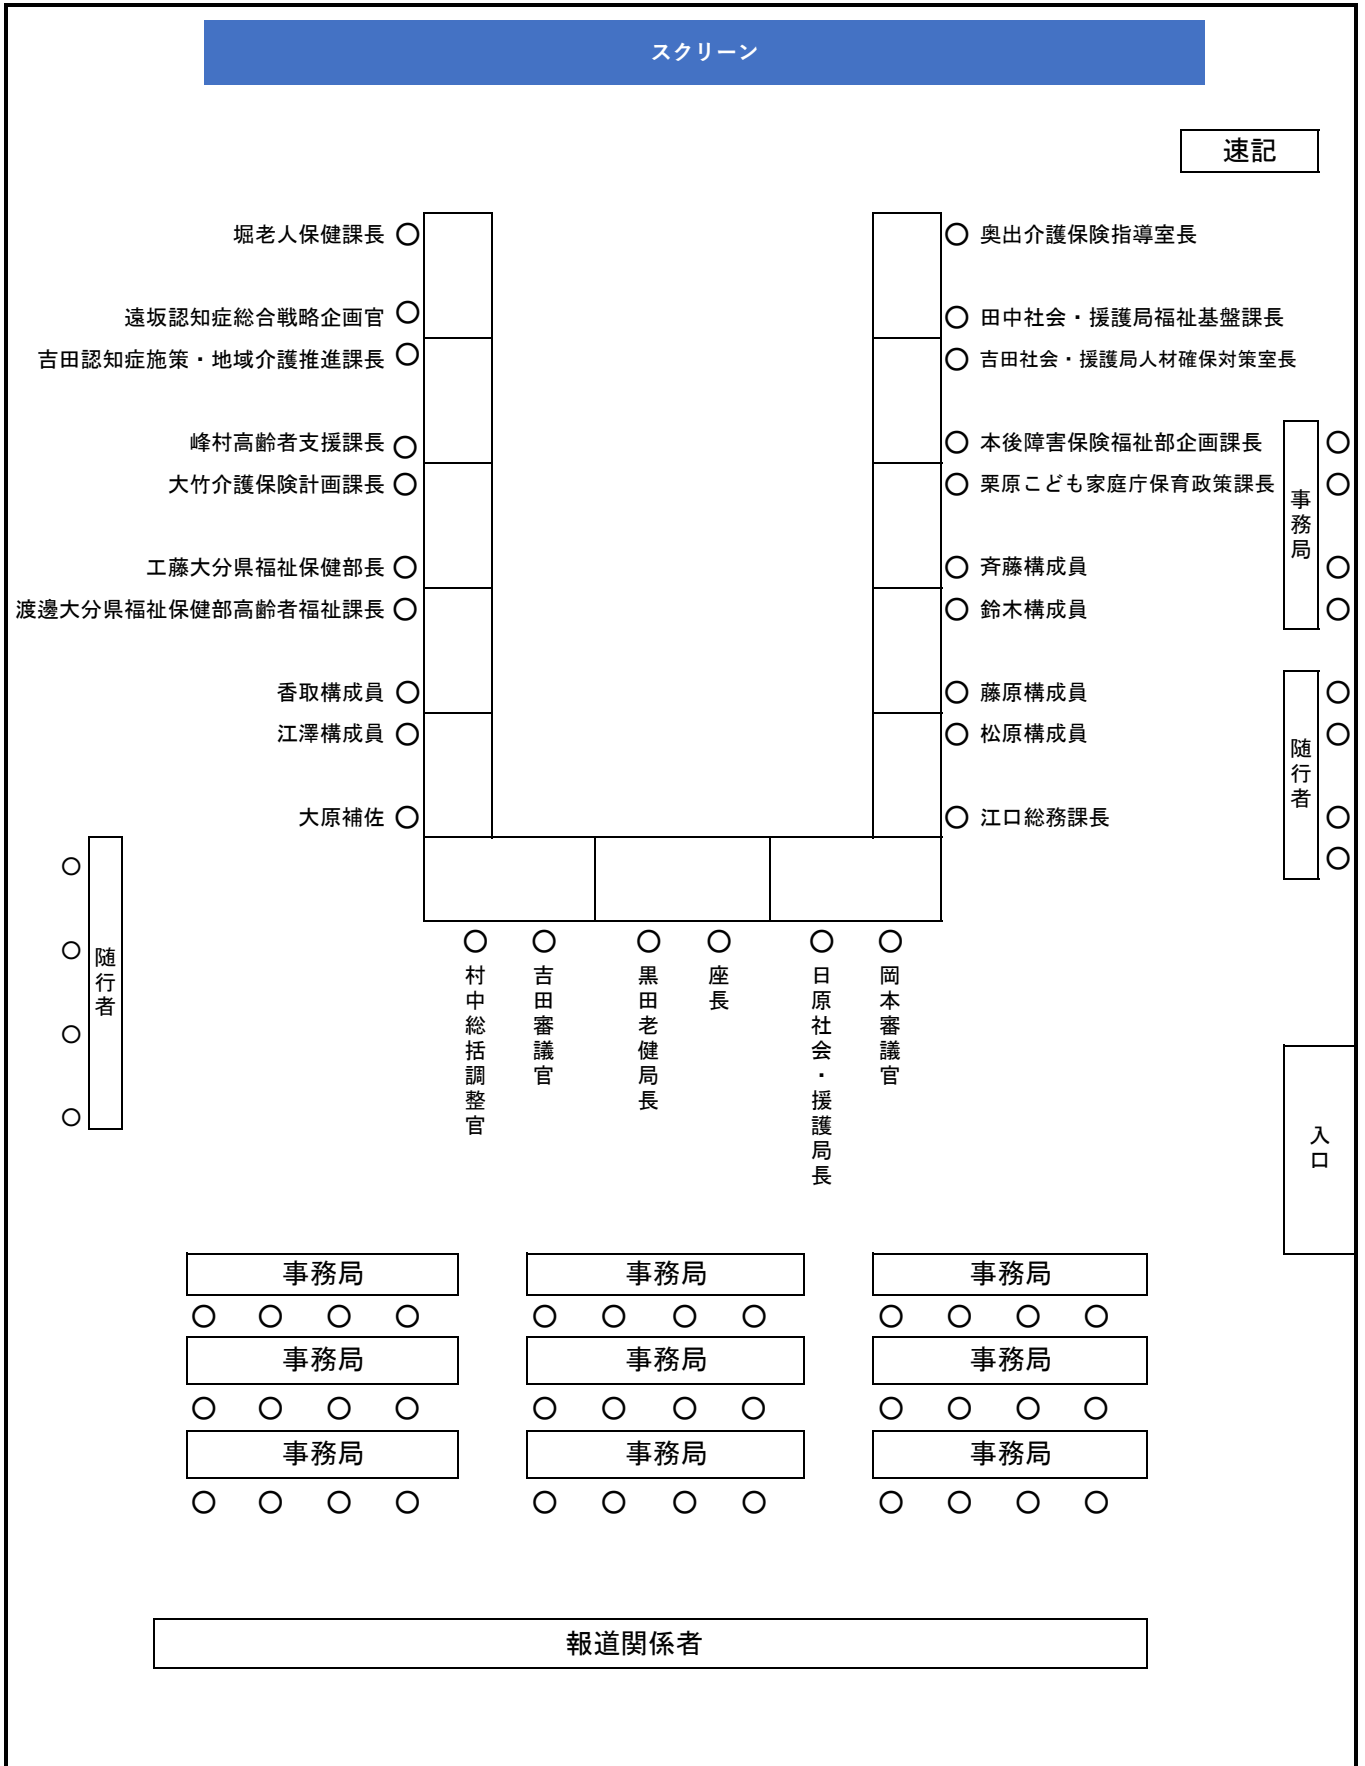 スクリーン
速記
堀老人保健課長
遠坂認知症総合戦略企画官
吉田認知症施策・地域介護推進課長
峰村高齢者支援課長
大竹介護保険計画課長
工藤大分県福祉保健部長
渡邊大分県福祉保健部高齢者福祉課長
香取構成員
江澤構成員
大原補佐
奥出介護保険指導室長
田中社会・援護局福祉基盤課長
吉田社会・援護局人材確保対策室長
本後障害保険福祉部企画課長
栗原こども家庭庁保育政策課長
斉藤構成員
鈴木構成員
藤原構成員
松原構成員
江口総務課長
事務局
随行者
随行者
村中総括調整官
吉田審議官
黒田老健局長
座長
日原社会・援護局長
岡本審議官
入口
事務局
事務局
事務局
事務局
事務局
事務局
事務局
事務局
事務局
報道関係者